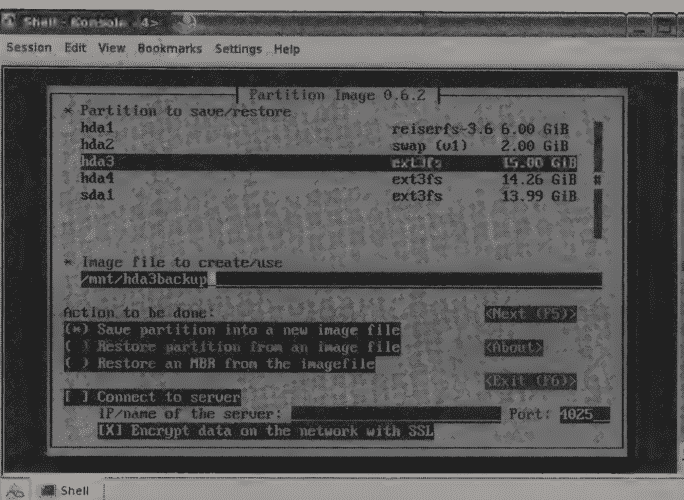 Shell - Konsole <4>
Session Edit View Bookmarks Settings Help
Partition Image 0.6.2
* Partition to save/restore
hda1 reiserfs-3.6 6.00 GiB
hda2 swap (v1) 2.00 GiB
hda3 ext3fs 15.00 GiB
hda4 ext3fs 14.26 GiB #
sda1 ext3fs 13.99 GiB
* Image file to create/use
/mnt/hda3backup
Action to be done:
<Next (F5)>
(*) Save partition into a new image file
( ) Restore partition from an image file
<About>
( ) Restore an MBR from the imagefile
<Exit (F6)>
[ ] Connect to server
IP/name of the server: Port: 4025
[X] Encrypt data on the network with SSL
Shell